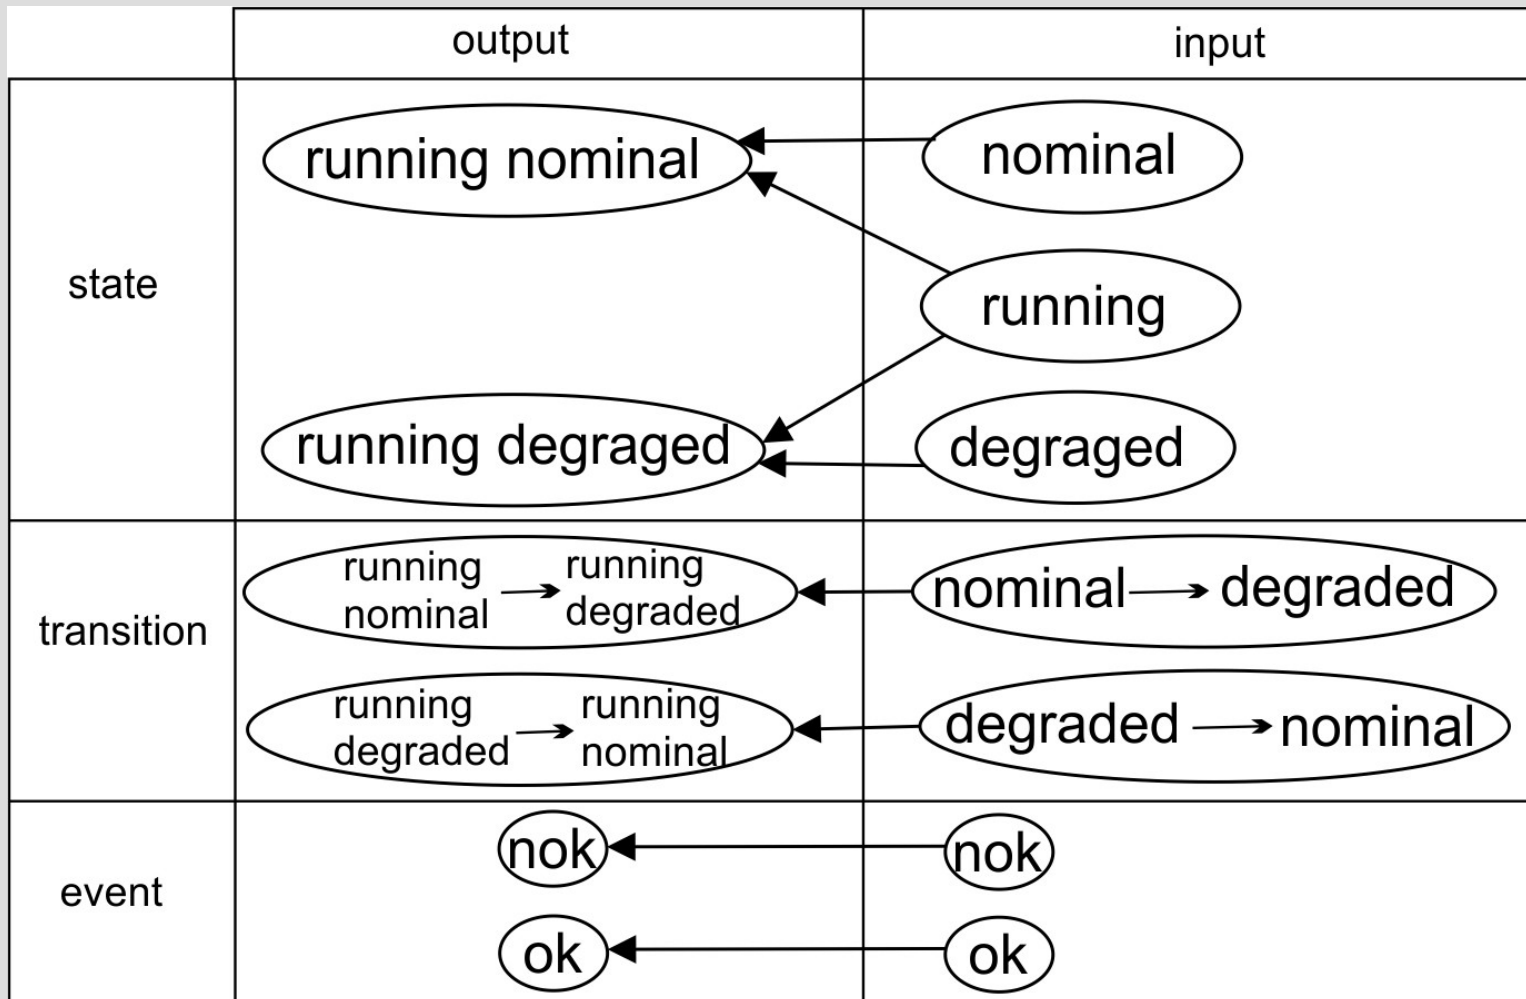 output
input
running nominal
nominal
state
running
running degraged
degraged
running
nominal
running
degraded
nominal
degraded
transition
running
degraded
running
nominal
degraded
nominal
nok
nok
event
ok
ok